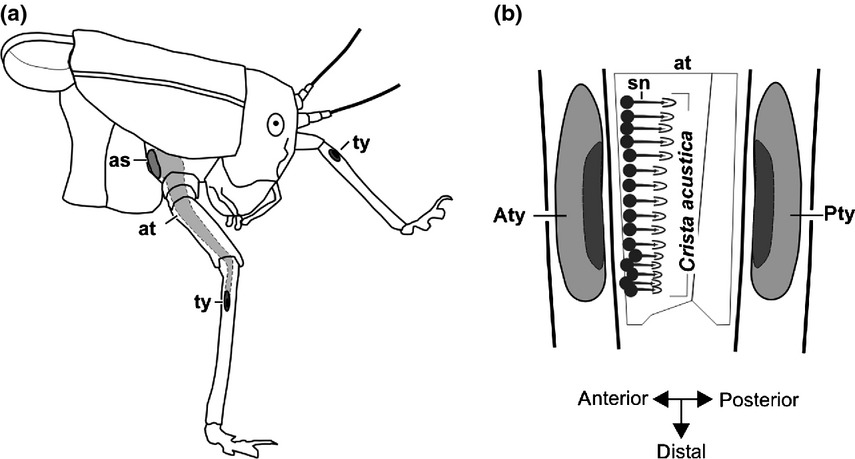 (a)
ty
as
at
ty
(b)
at
sn
Crista acustica
Aty
Pty
Anterior
Posterior
Distal